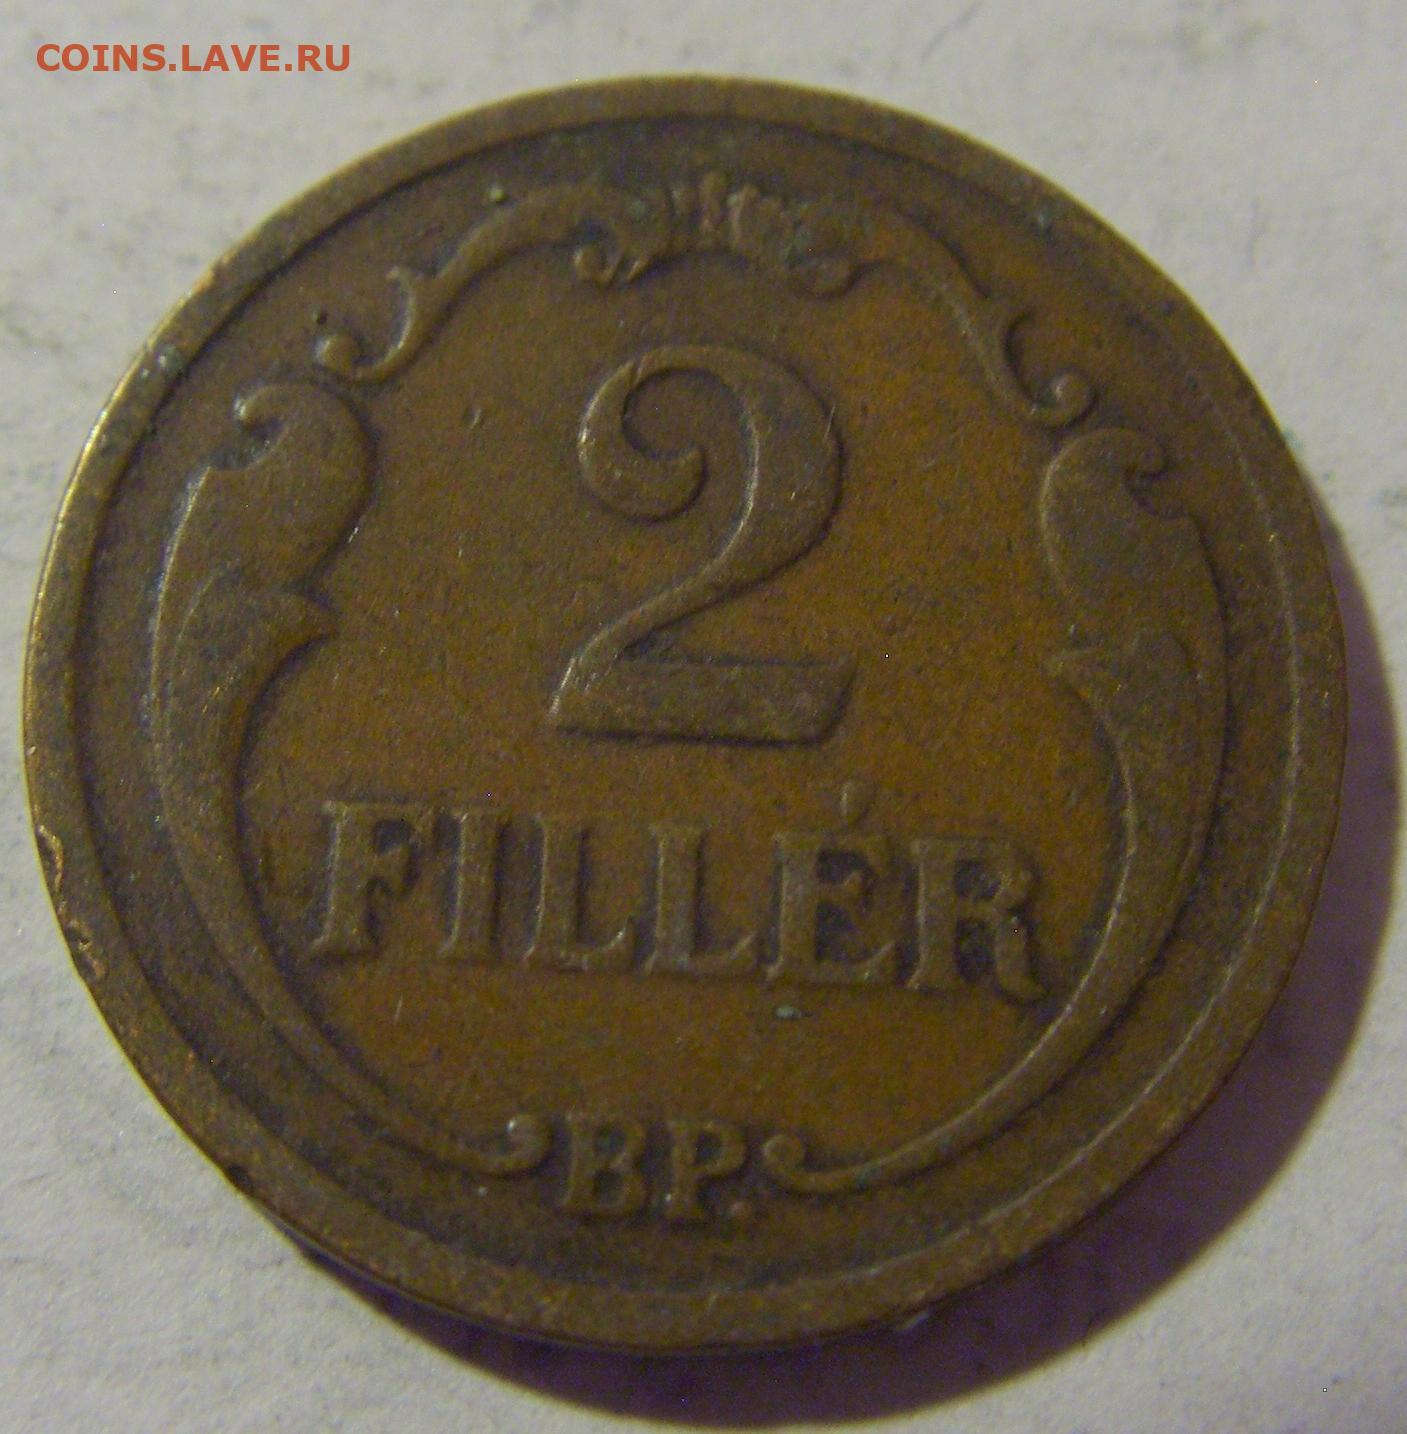 COINS.LAVE.RU
2
FILLÉR
BP.